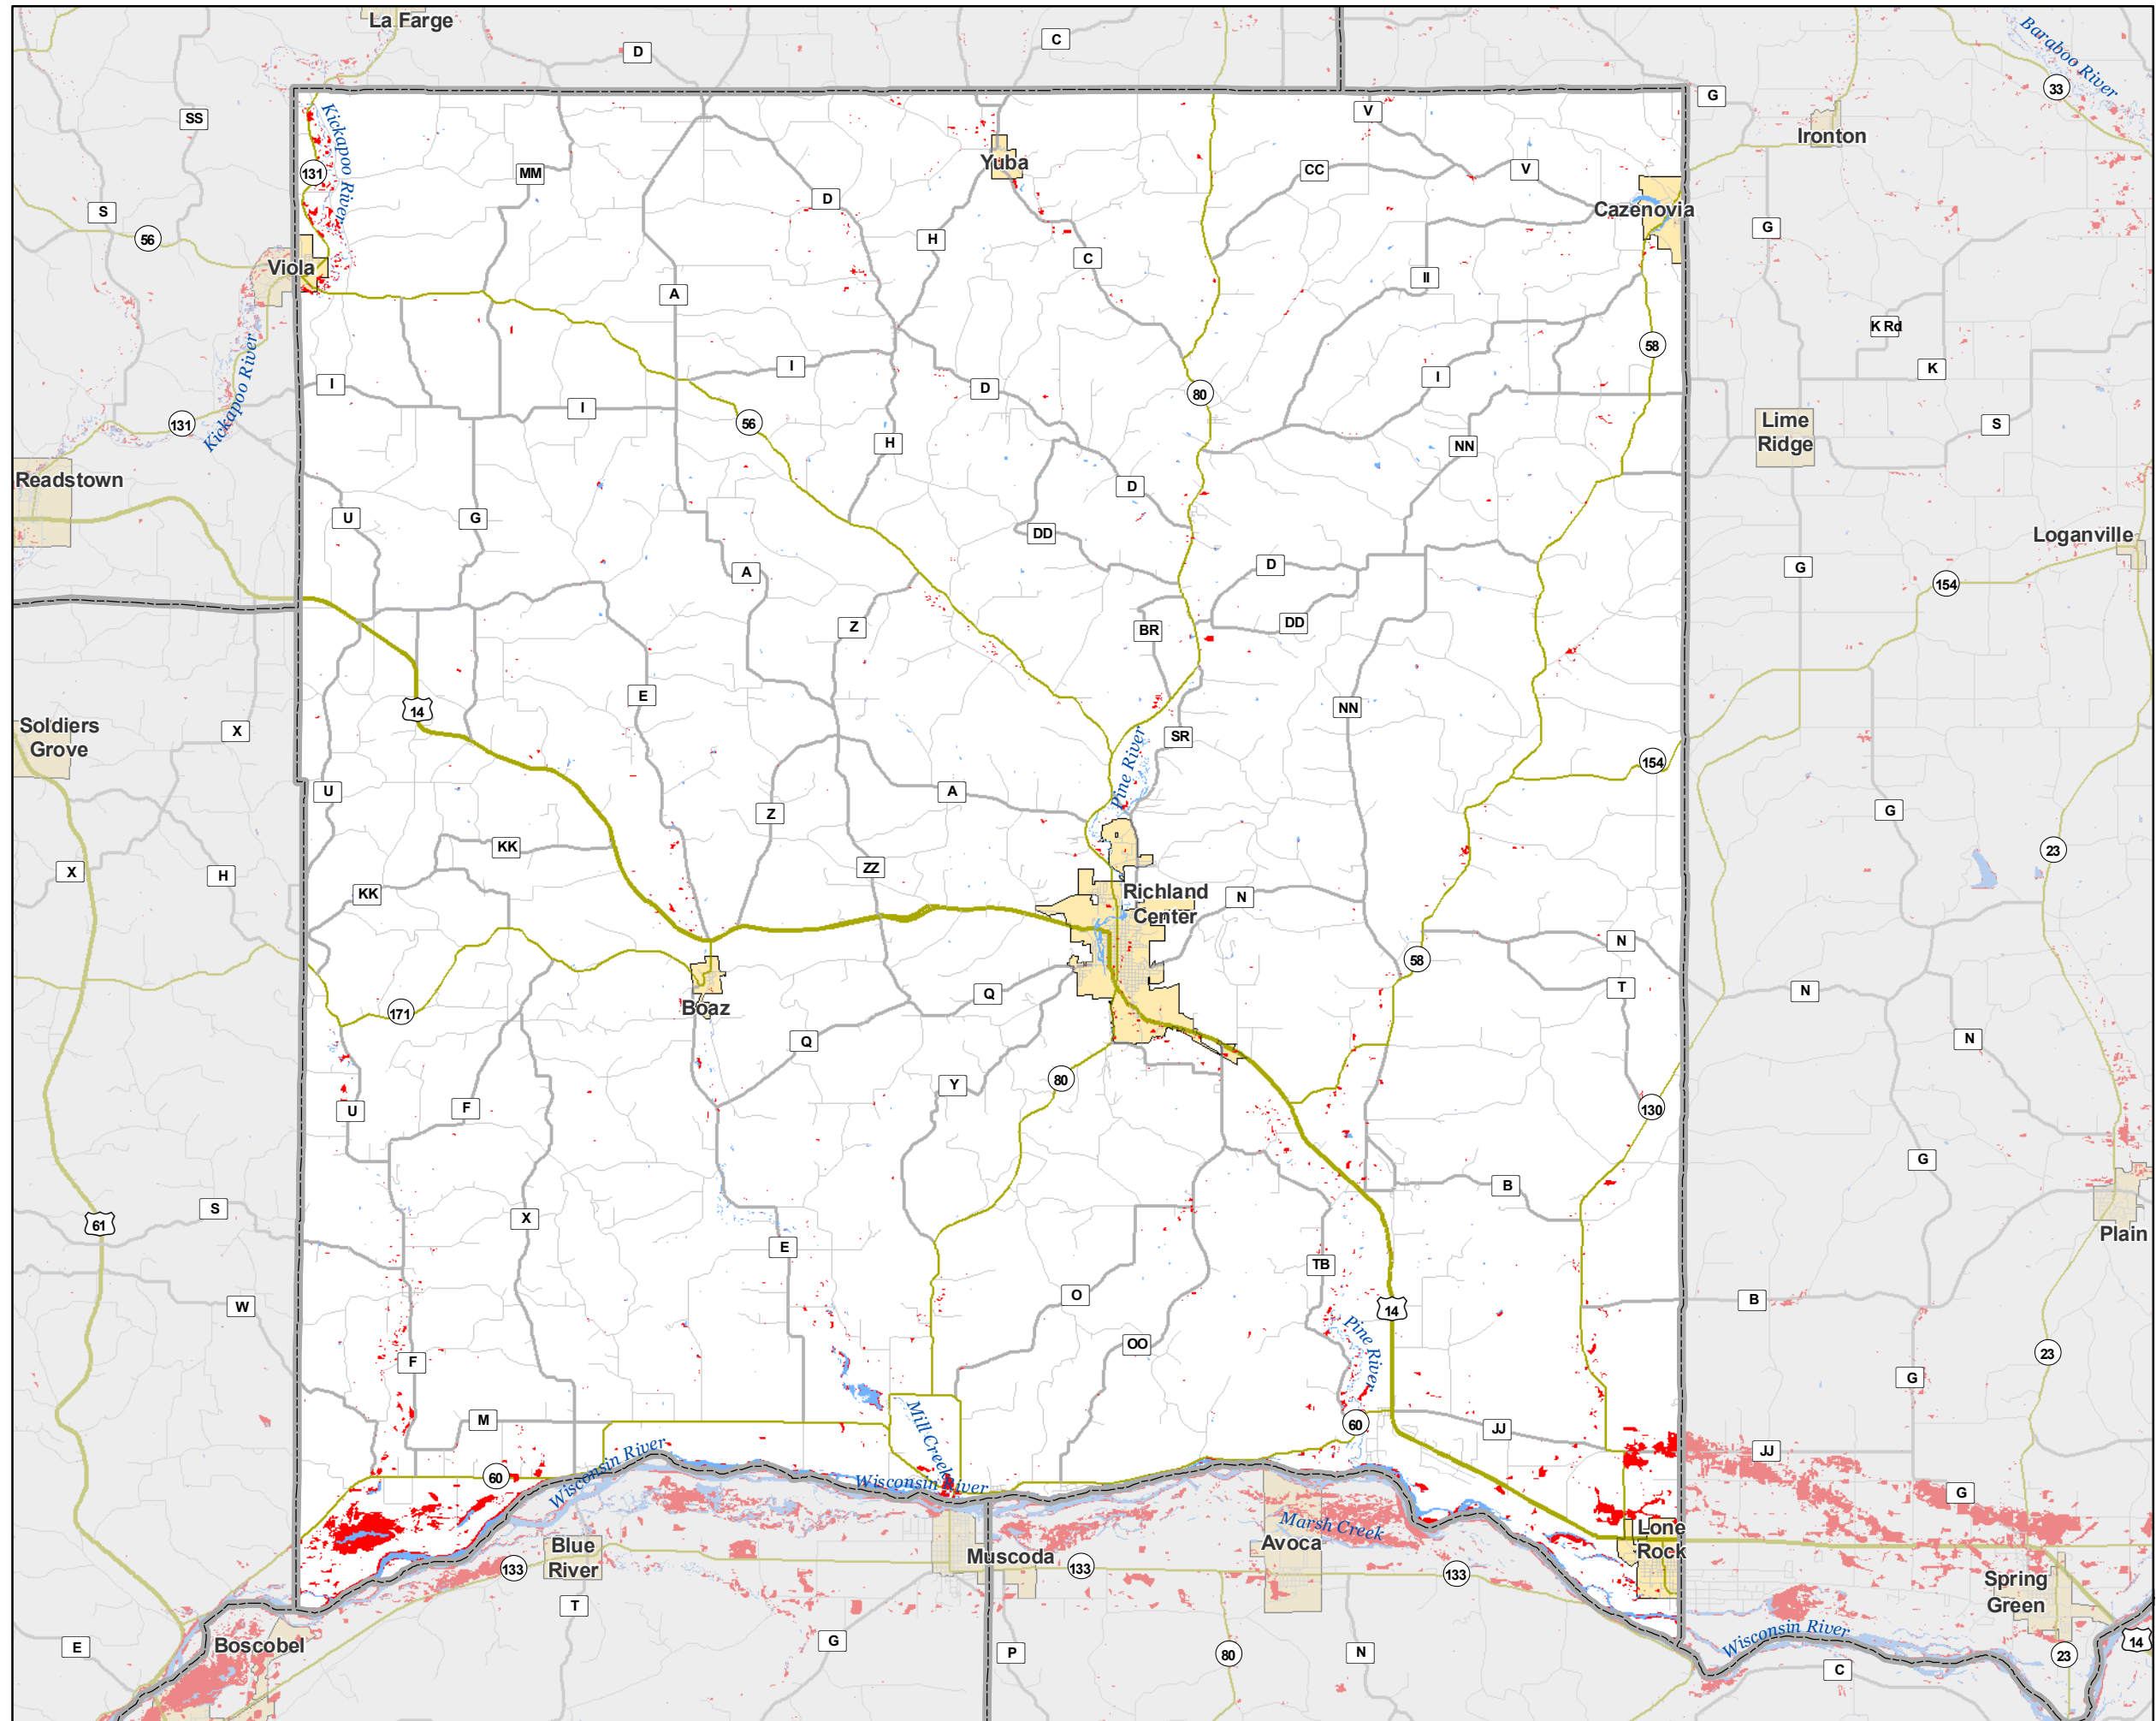 La Farge
D
C
Baraboo River
33
G
V
SS
Kickapoo River
131
MM
Yuba
CC
V
Ironton
D
S
56
H
Cazenovia
G
Viola
C
II
A
K Rd
58
Kickapoo River
I
I
I
D
80
I
K
131
I
56
H
NN
Lime
Ridge
S
Readstown
D
U
G
DD
Loganville
A
D
G
154
Z
BR
DD
E
14
NN
Soldiers
Grove
X
SR
Pine River
154
U
A
Z
G
KK
23
X
H
KK
ZZ
Richland
Center
N
N
58
T
Q
N
Boaz
171
Q
N
Y
80
U
F
130
G
B
S
X
61
Plain
E
TB
O
W
B
14
OO
Pine River
23
F
G
M
Mill Creek
60
JJ
JJ
Wisconsin River
60
Wisconsin River
G
Marsh Creek
Lone
Rock
Blue
River
Muscoda
Avoca
133
133
133
Spring
Green
T
Boscobel
E
G
P
80
N
Wisconsin River
C
23
14